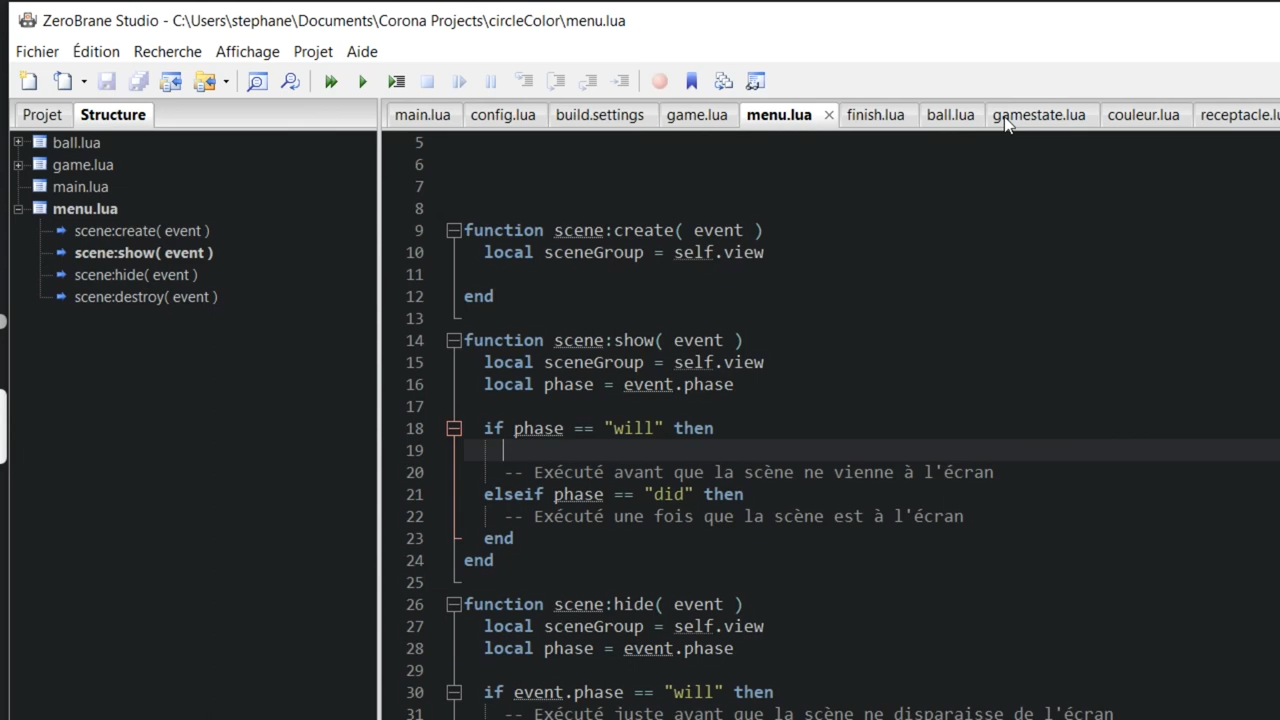 ZeroBrane Studio - C:\Users\stephane\Documents\Corona Projects\circleColor\menu.lua
Fichier Édition Recherche Affichage Projet Aide
Projet Structure
main.lua config.lua build.settings game.lua menu.lua finish.lua ball.lua gamestate.lua couleur.lua receptacle.lu
ball.lua
game.lua
main.lua
menu.lua
scene:create( event )
scene:show( event )
scene:hide( event )
scene:destroy( event )
5
6
7
8
9 function scene:create( event )
10 local sceneGroup = self.view
11
12 end
13
14 function scene:show( event )
15 local sceneGroup = self.view
16 local phase = event.phase
17
18 if phase == "will" then
19
20 -- Exécuté avant que la scène ne vienne à l'écran
21 elseif phase == "did" then
22 -- Exécuté une fois que la scène est à l'écran
23 end
24 end
25
26 function scene:hide( event )
27 local sceneGroup = self.view
28 local phase = event.phase
29
30 if event.phase == "will" then
31 -- Exécuté juste avant que la scène ne disparaisse de l'écran